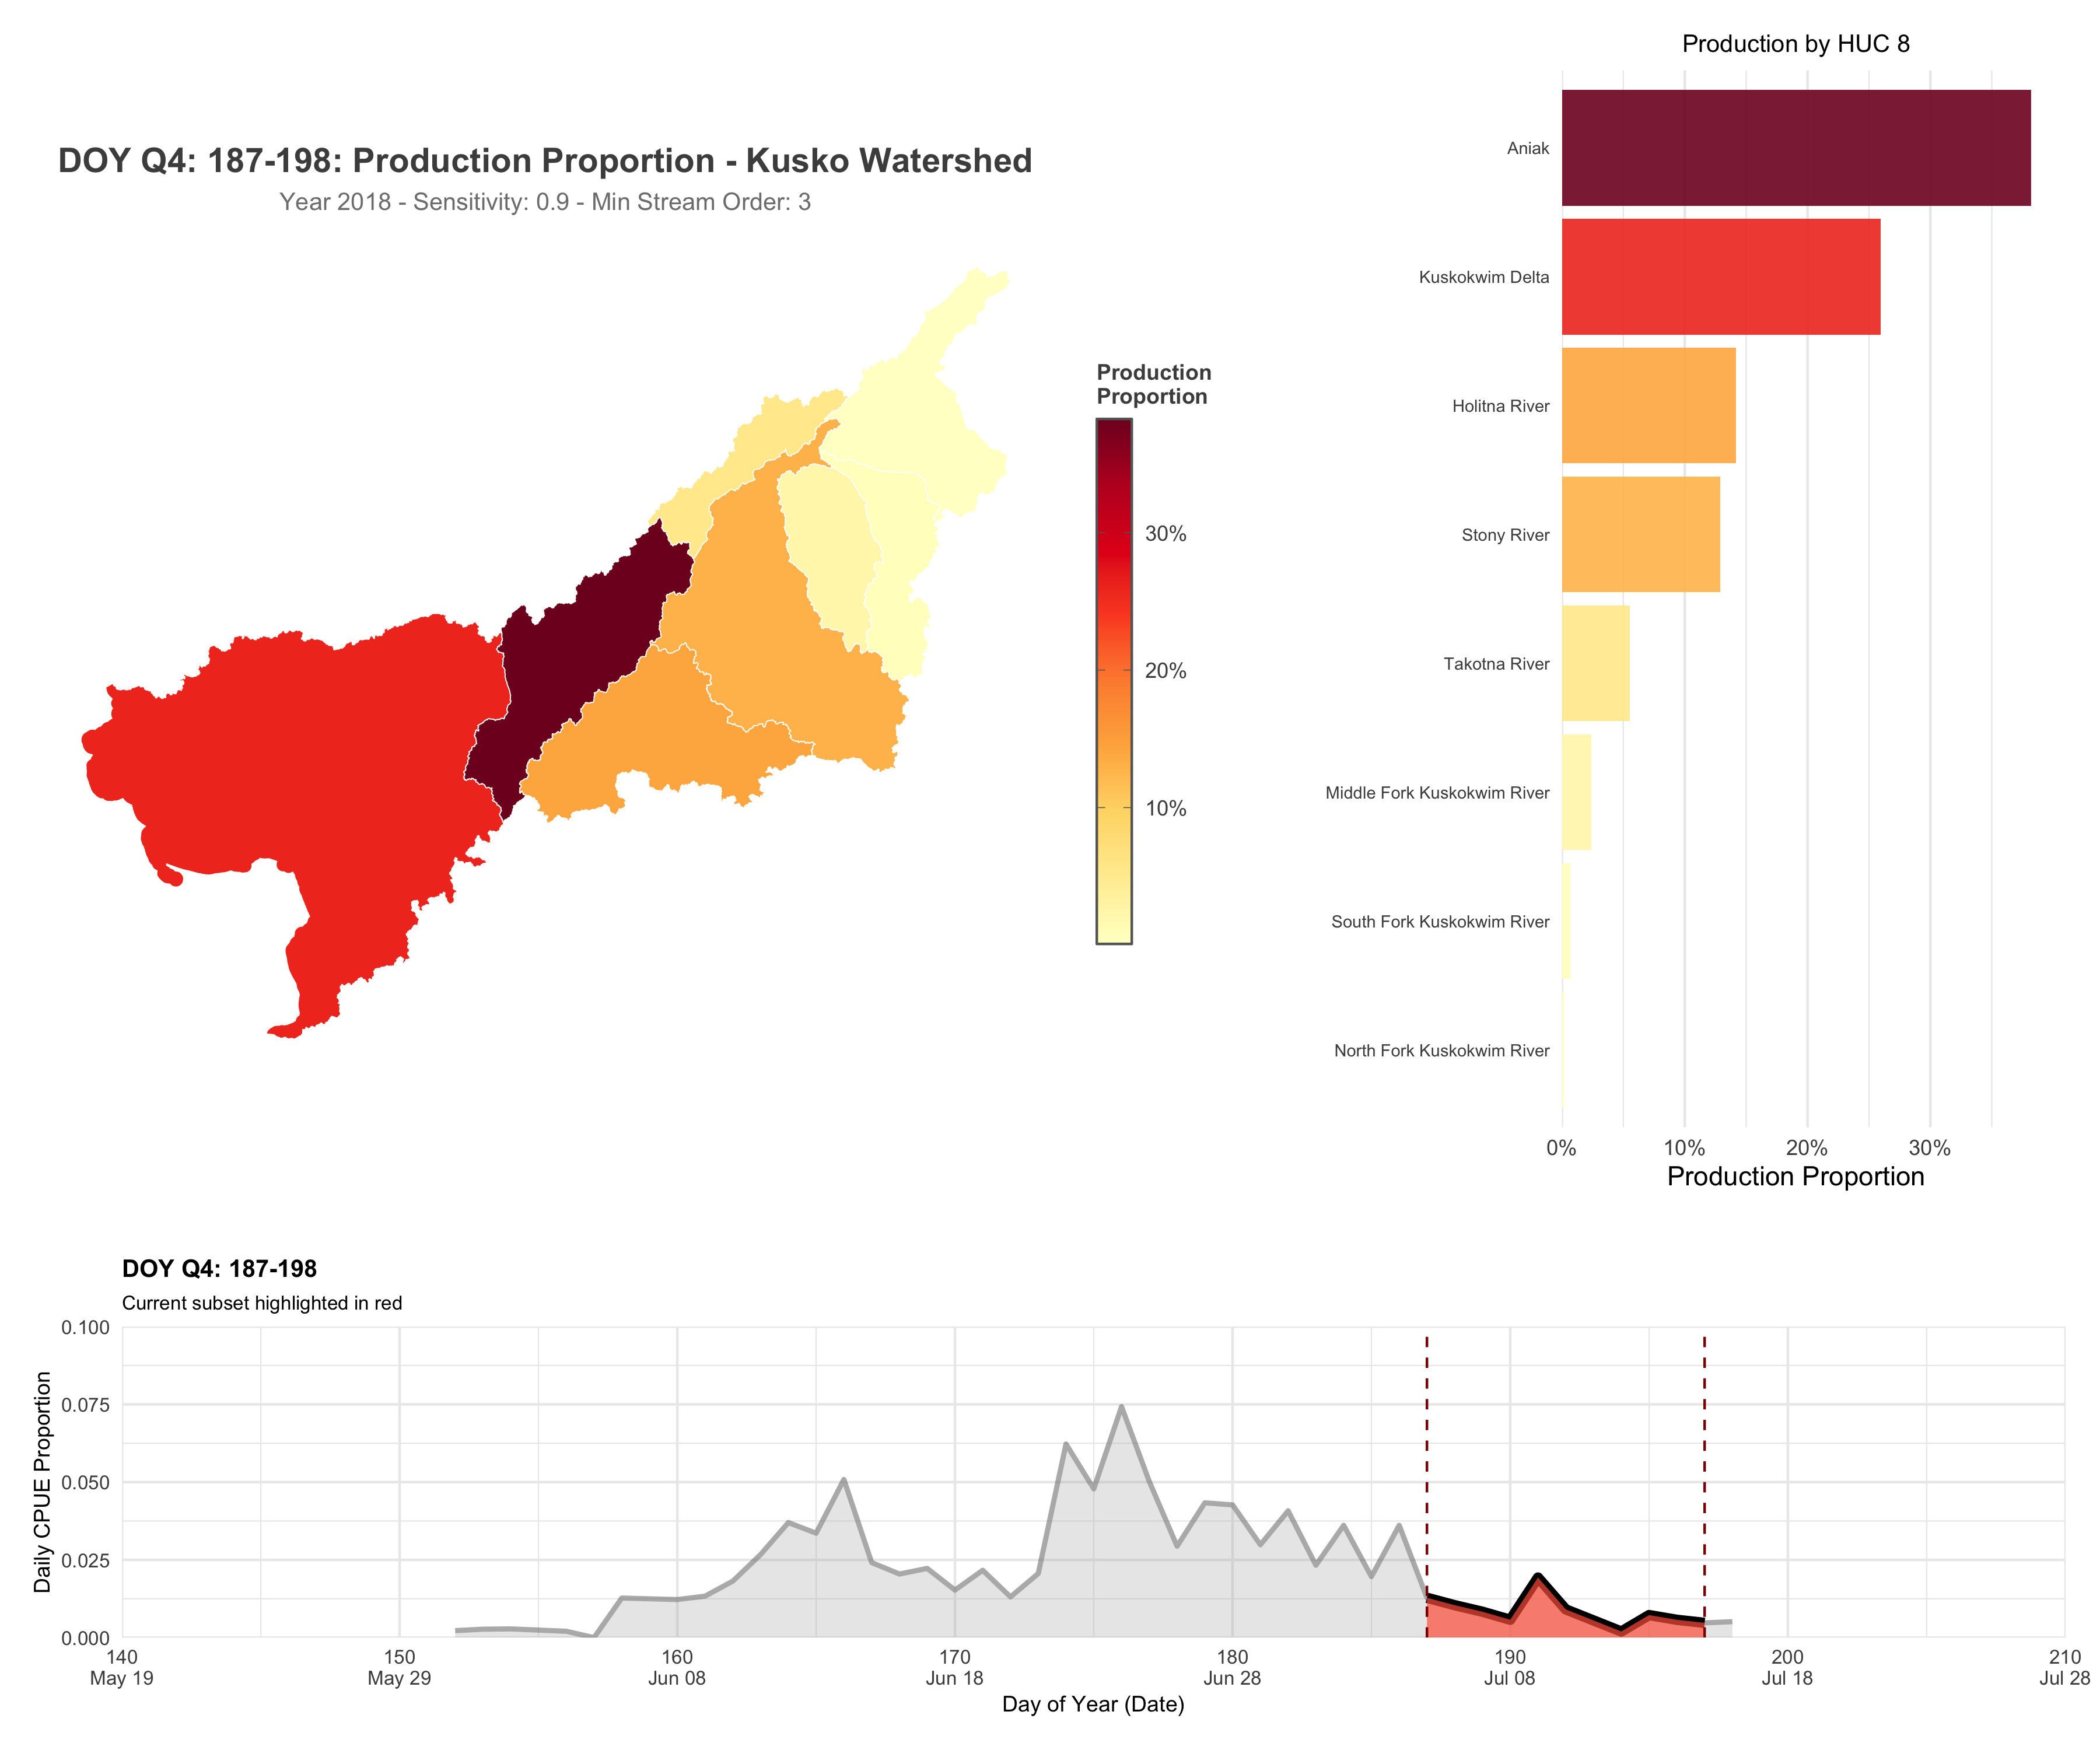 DOY Q4: 187-198: Production Proportion - Kusko Watershed
Year 2018 - Sensitivity: 0.9 - Min Stream Order: 3
Production
Proportion
30%
20%
10%
Production by HUC 8
Aniak
Kuskokwim Delta
Holitna River
Stony River
Takotna River
Middle Fork Kuskokwim River
South Fork Kuskokwim River
North Fork Kuskokwim River
0% 10% 20% 30%
Production Proportion
DOY Q4: 187-198
Current subset highlighted in red
Daily CPUE Proportion
0.100
0.075
0.050
0.025
0.000
140 150 160 170 180 190 200 210
May 19 May 29 Jun 08 Jun 18 Jun 28 Jul 08 Jul 18 Jul 28
Day of Year (Date)